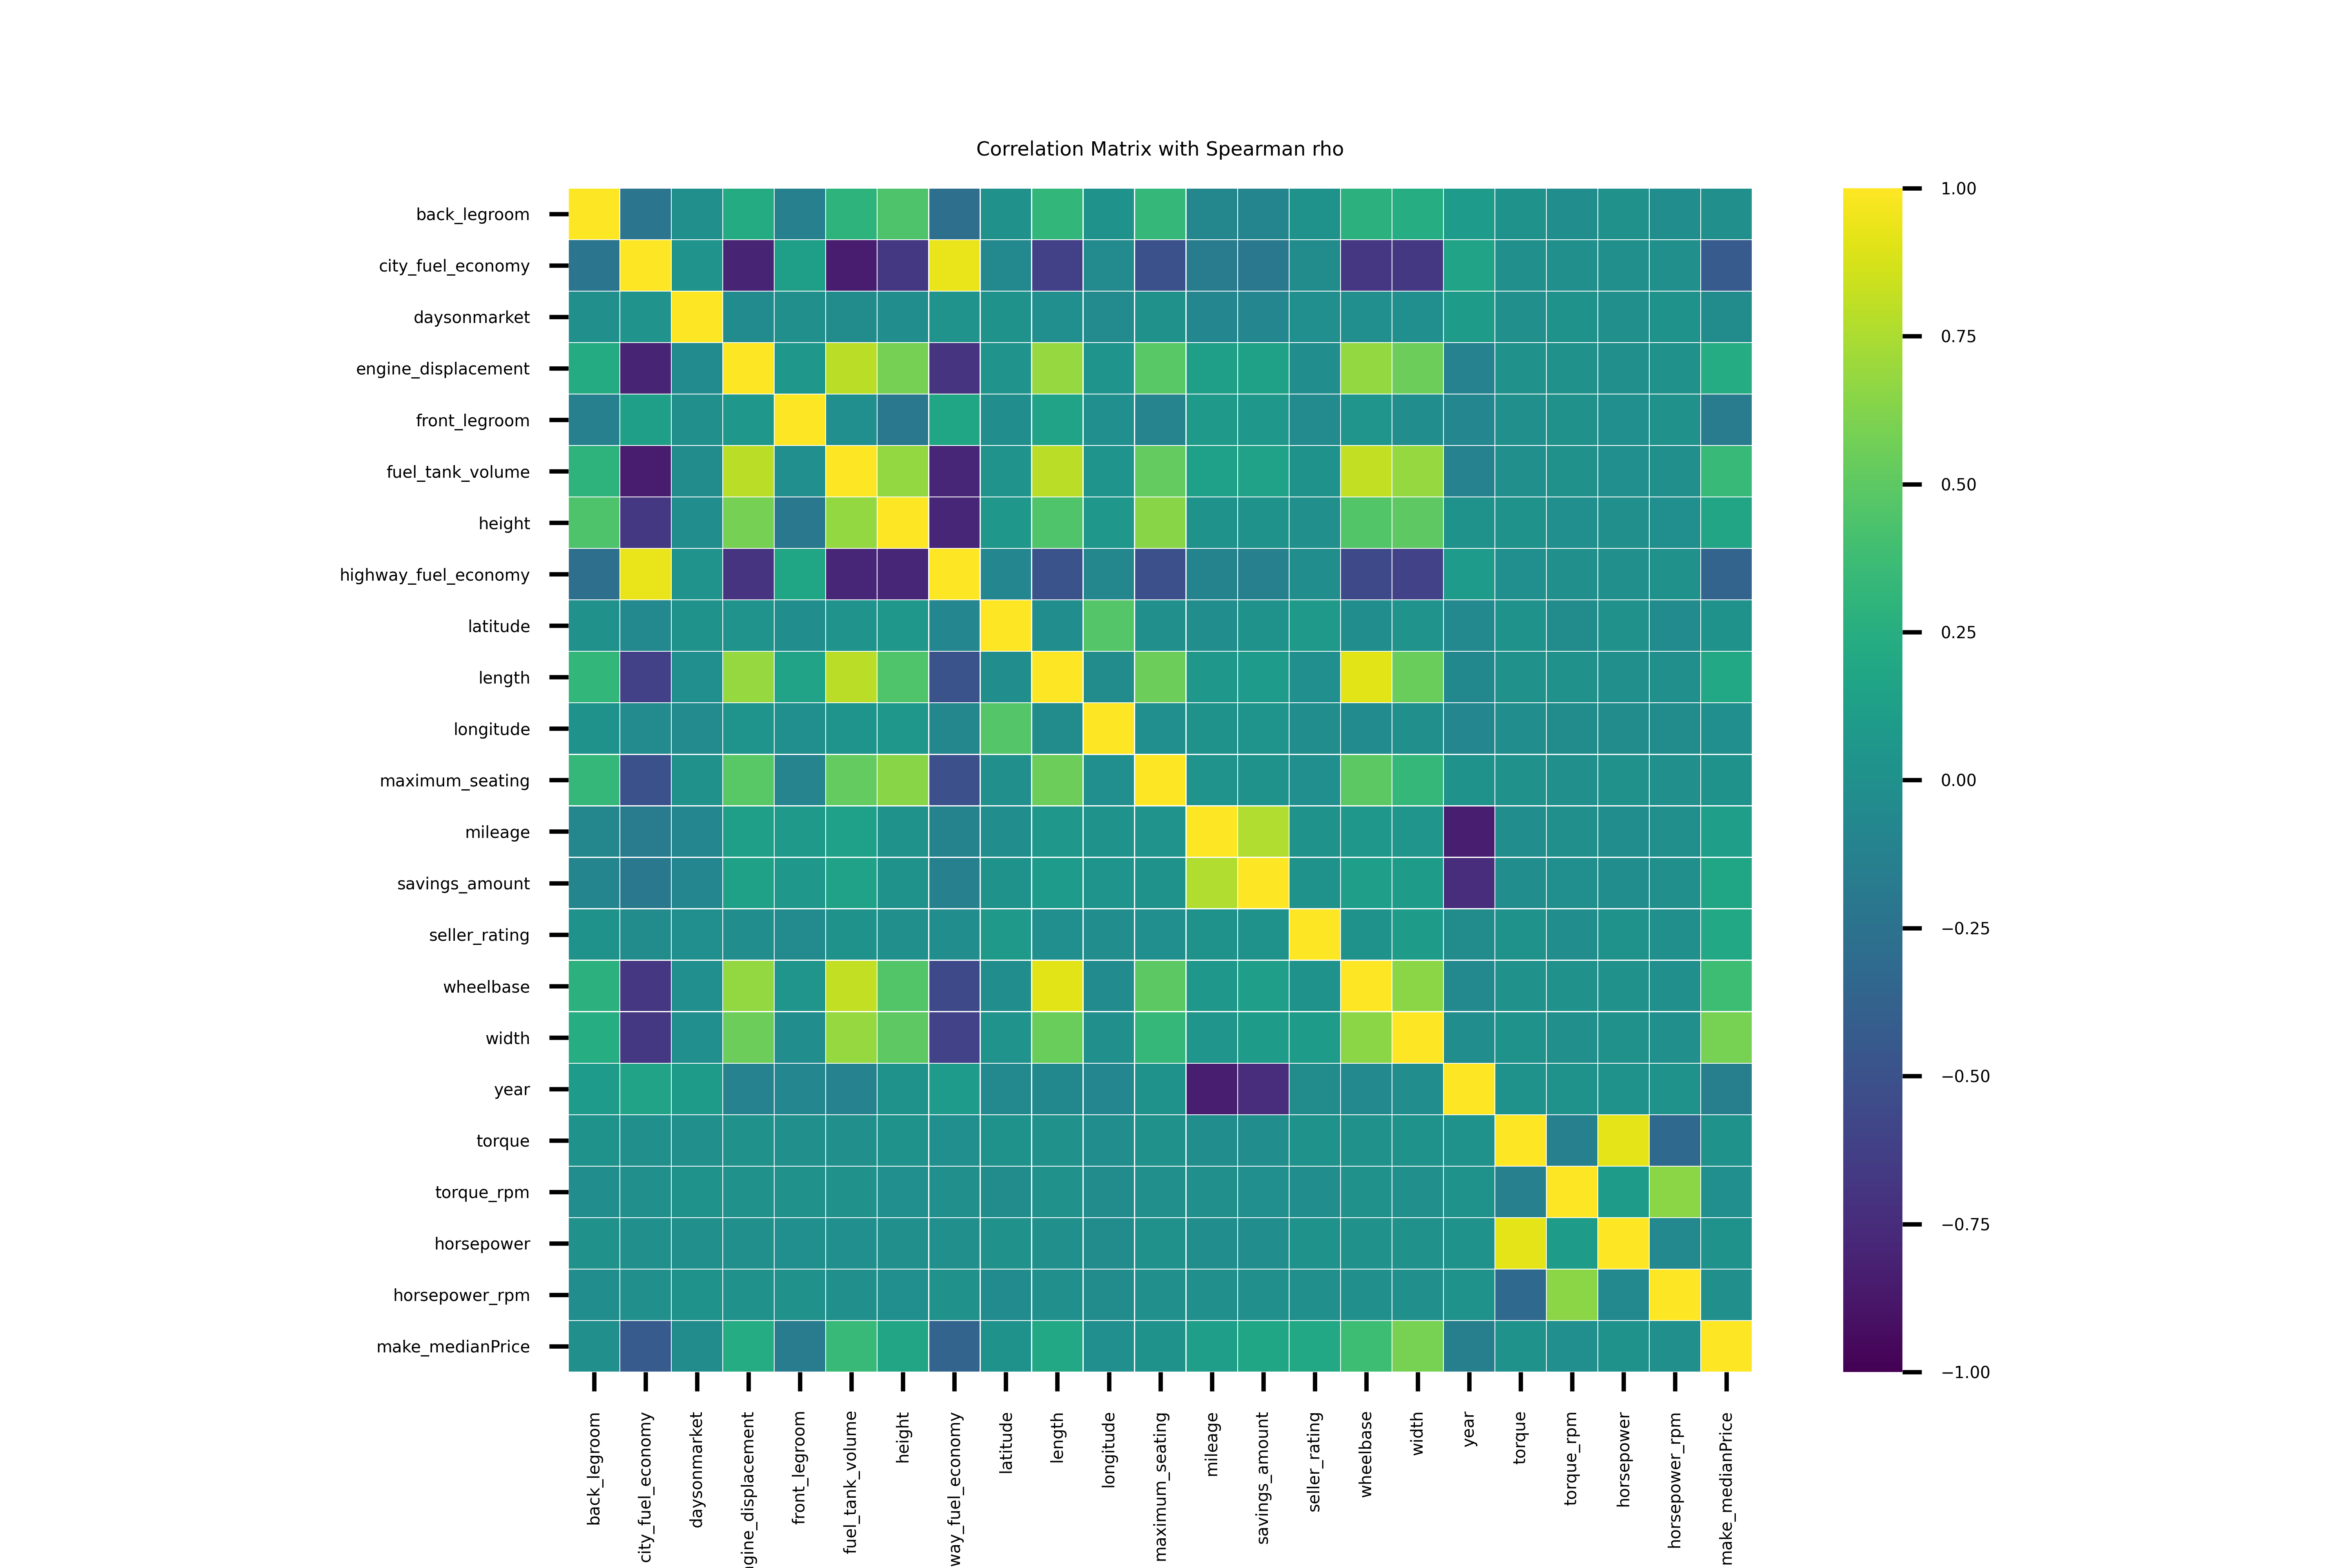 Correlation Matrix with Spearman rho
back_legroom
city_fuel_economy
daysonmarket
engine_displacement
front_legroom
fuel_tank_volume
height
highway_fuel_economy
latitude
length
longitude
maximum_seating
mileage
savings_amount
seller_rating
wheelbase
width
year
torque
torque_rpm
horsepower
horsepower_rpm
make_medianPrice
1.00
0.75
0.50
0.25
0.00
−0.25
−0.50
−0.75
−1.00
back_legroom
city_fuel_economy
daysonmarket
gine_displacement
front_legroom
fuel_tank_volume
height
way_fuel_economy
latitude
length
longitude
maximum_seating
mileage
savings_amount
seller_rating
wheelbase
width
year
torque
torque_rpm
horsepower
horsepower_rpm
make_medianPrice